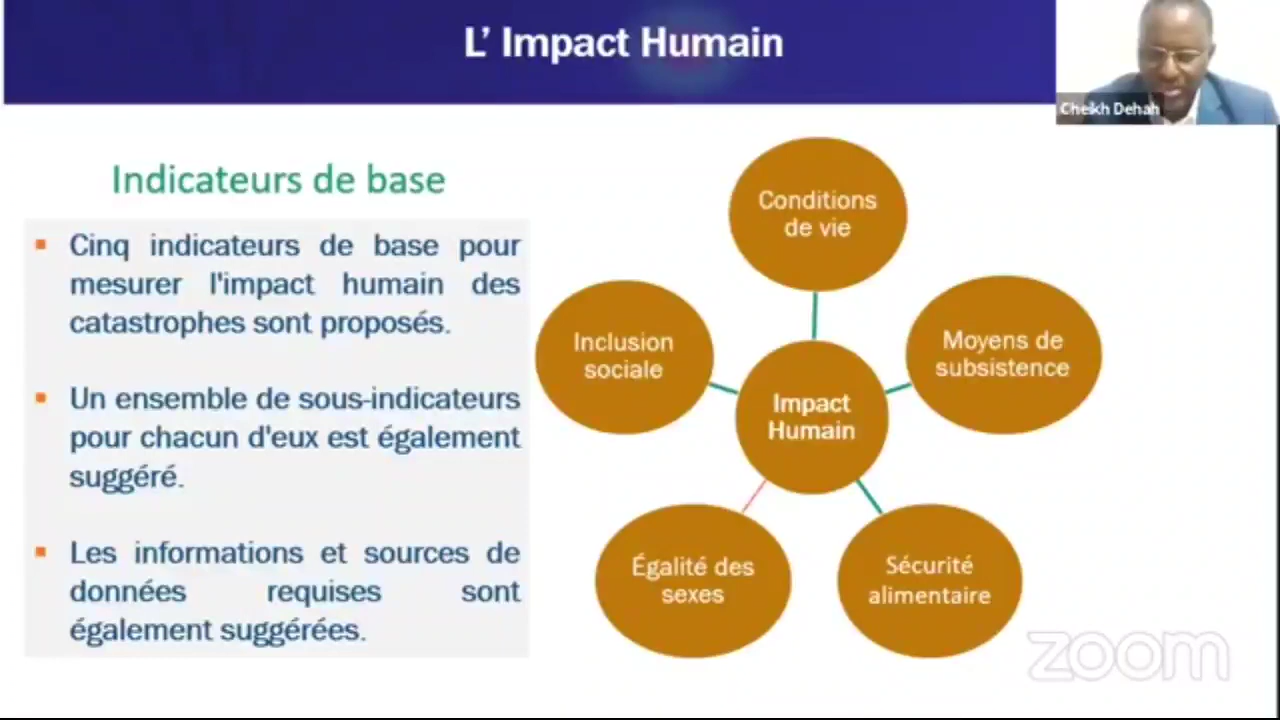 L' Impact Humain
Cheikh Dehah
Indicateurs de base
▪ Cinq indicateurs de base pour
mesurer l'impact humain des
catastrophes sont proposés.
▪ Un ensemble de sous-indicateurs
pour chacun d'eux est également
suggéré.
▪ Les informations et sources de
données requises sont
également suggérées.
Conditions
de vie
Inclusion
sociale
Moyens de
subsistence
Impact
Humain
Égalité des
sexes
Sécurité
alimentaire
zoom